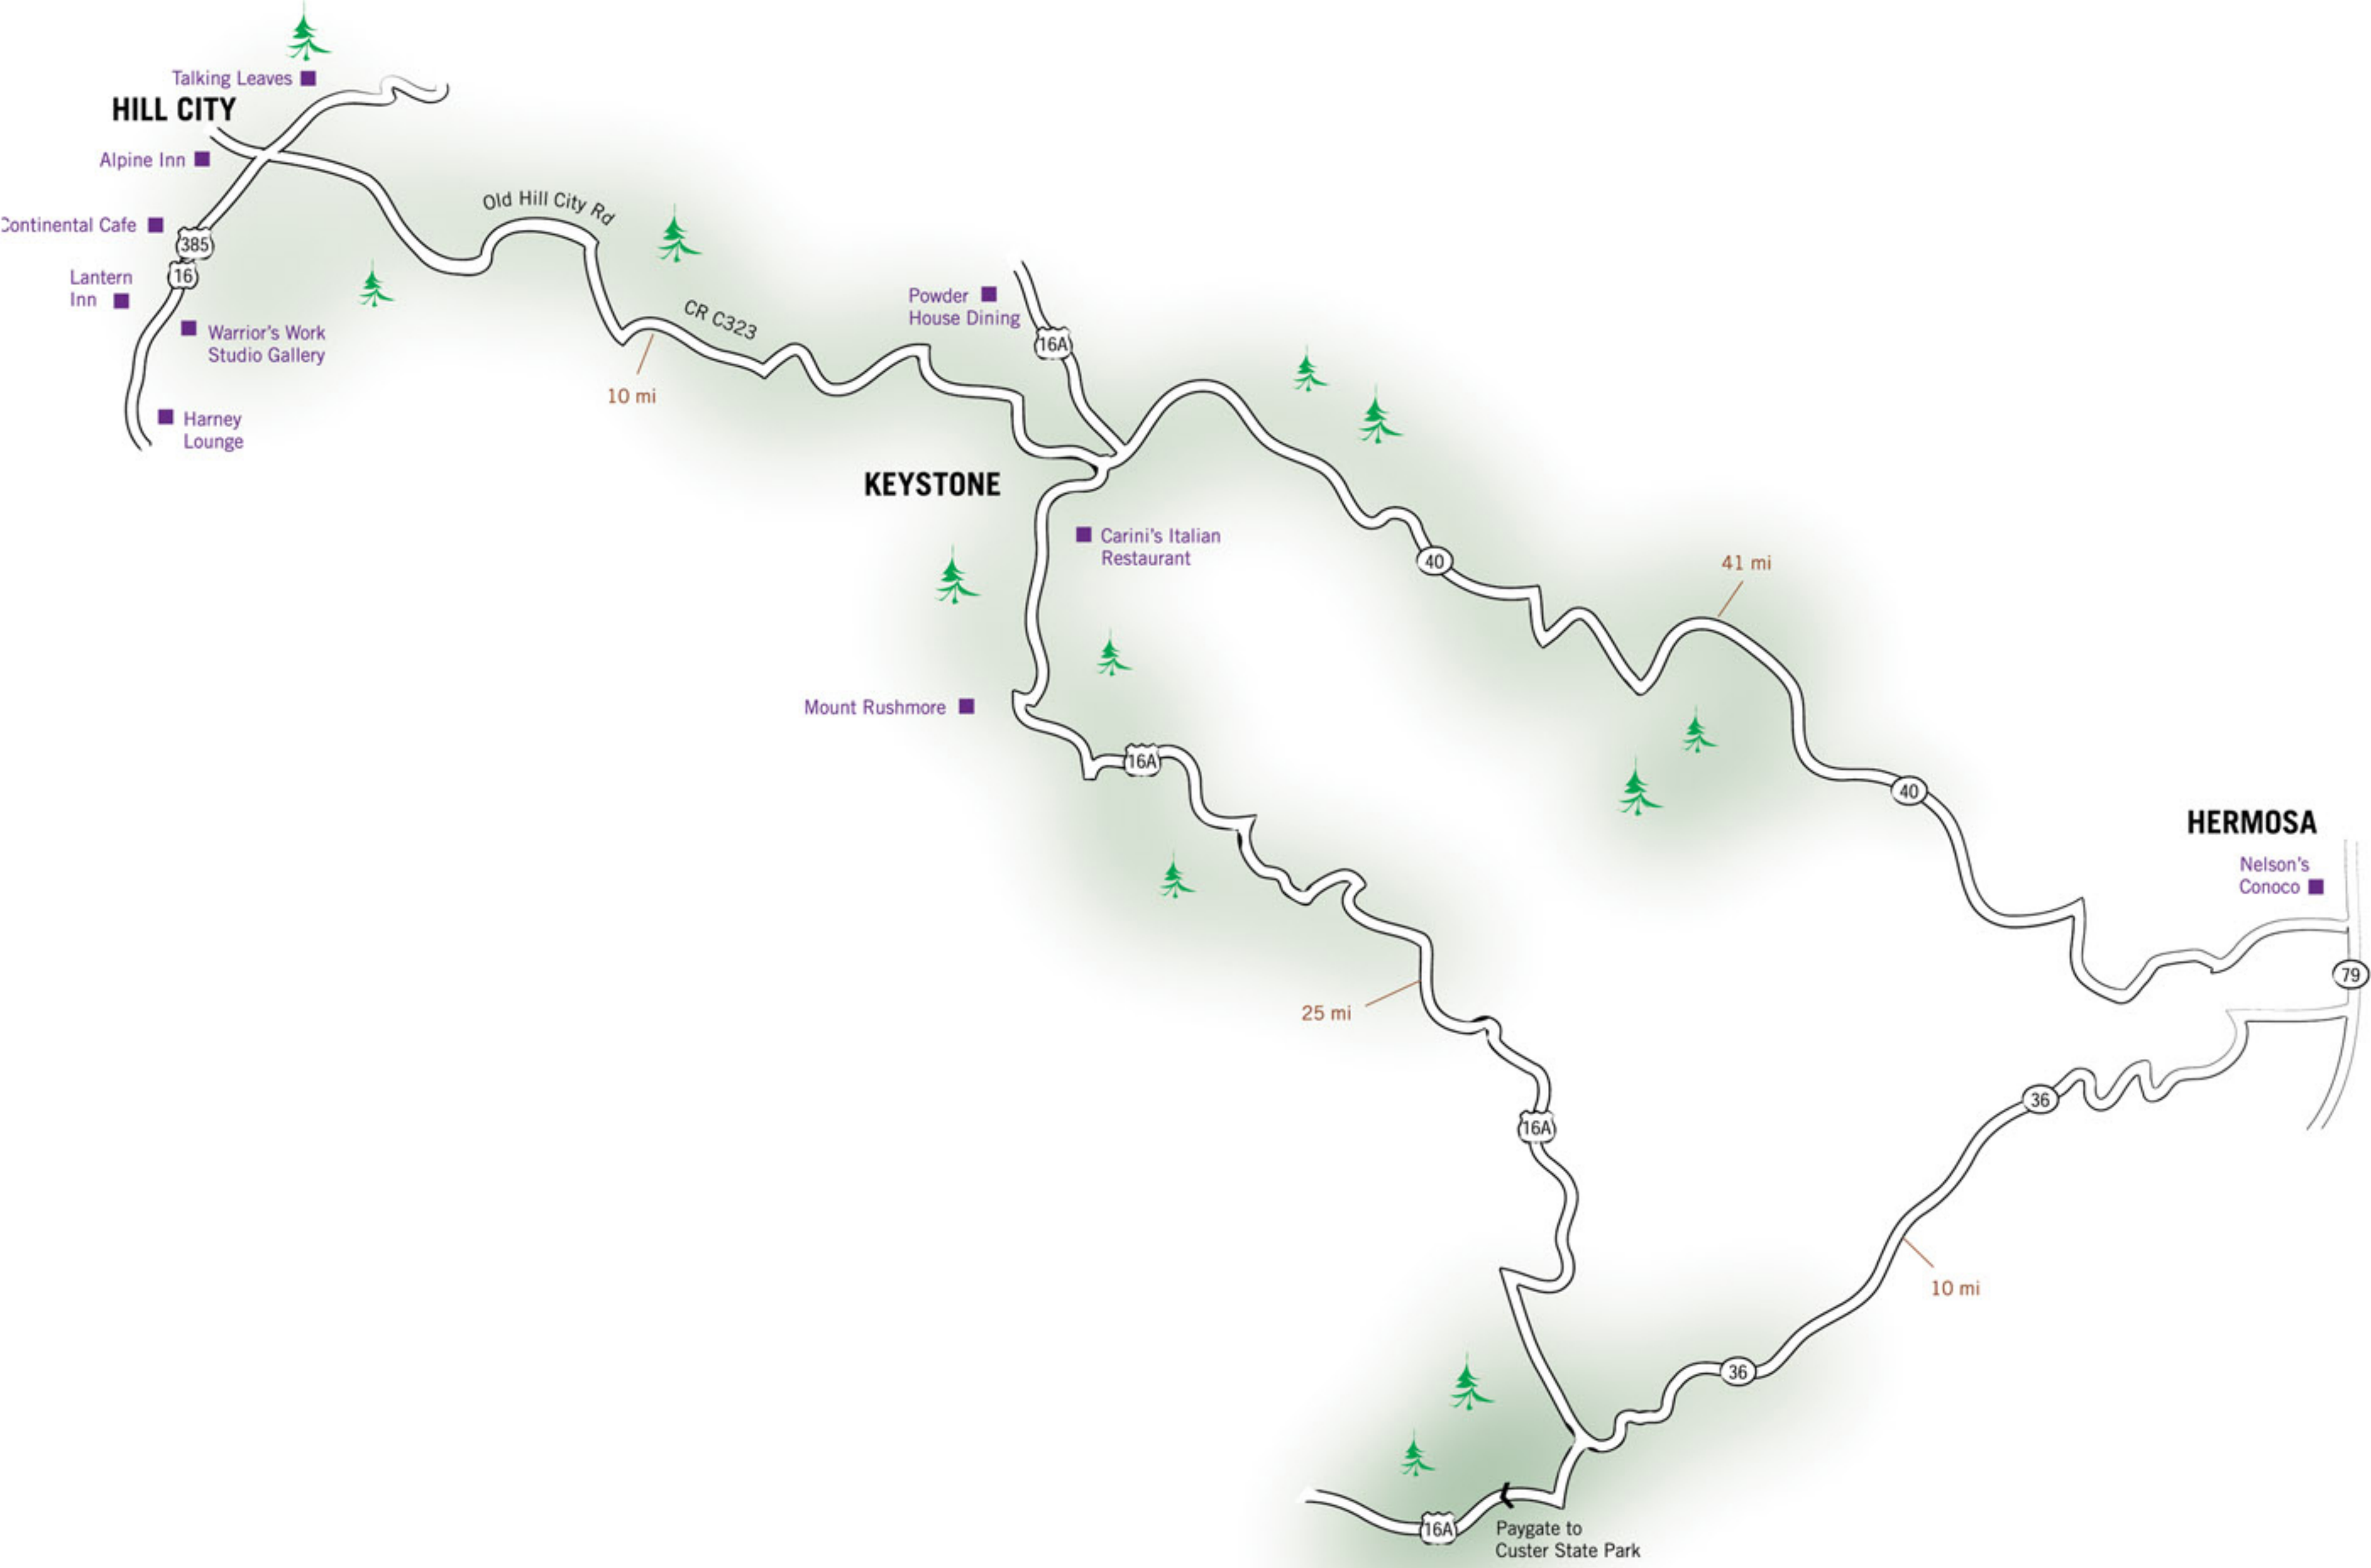 Talking Leaves
HILL CITY
Alpine Inn
Continental Cafe
385
16
Lantern
Inn
Warrior's Work
Studio Gallery
Harney
Lounge
Old Hill City Rd
CR C323
10 mi
Powder
House Dining
16A
KEYSTONE
Carini's Italian
Restaurant
40
41 mi
Mount Rushmore
16A
40
HERMOSA
Nelson's
Conoco
79
25 mi
16A
36
10 mi
36
16A
Paygate to
Custer State Park